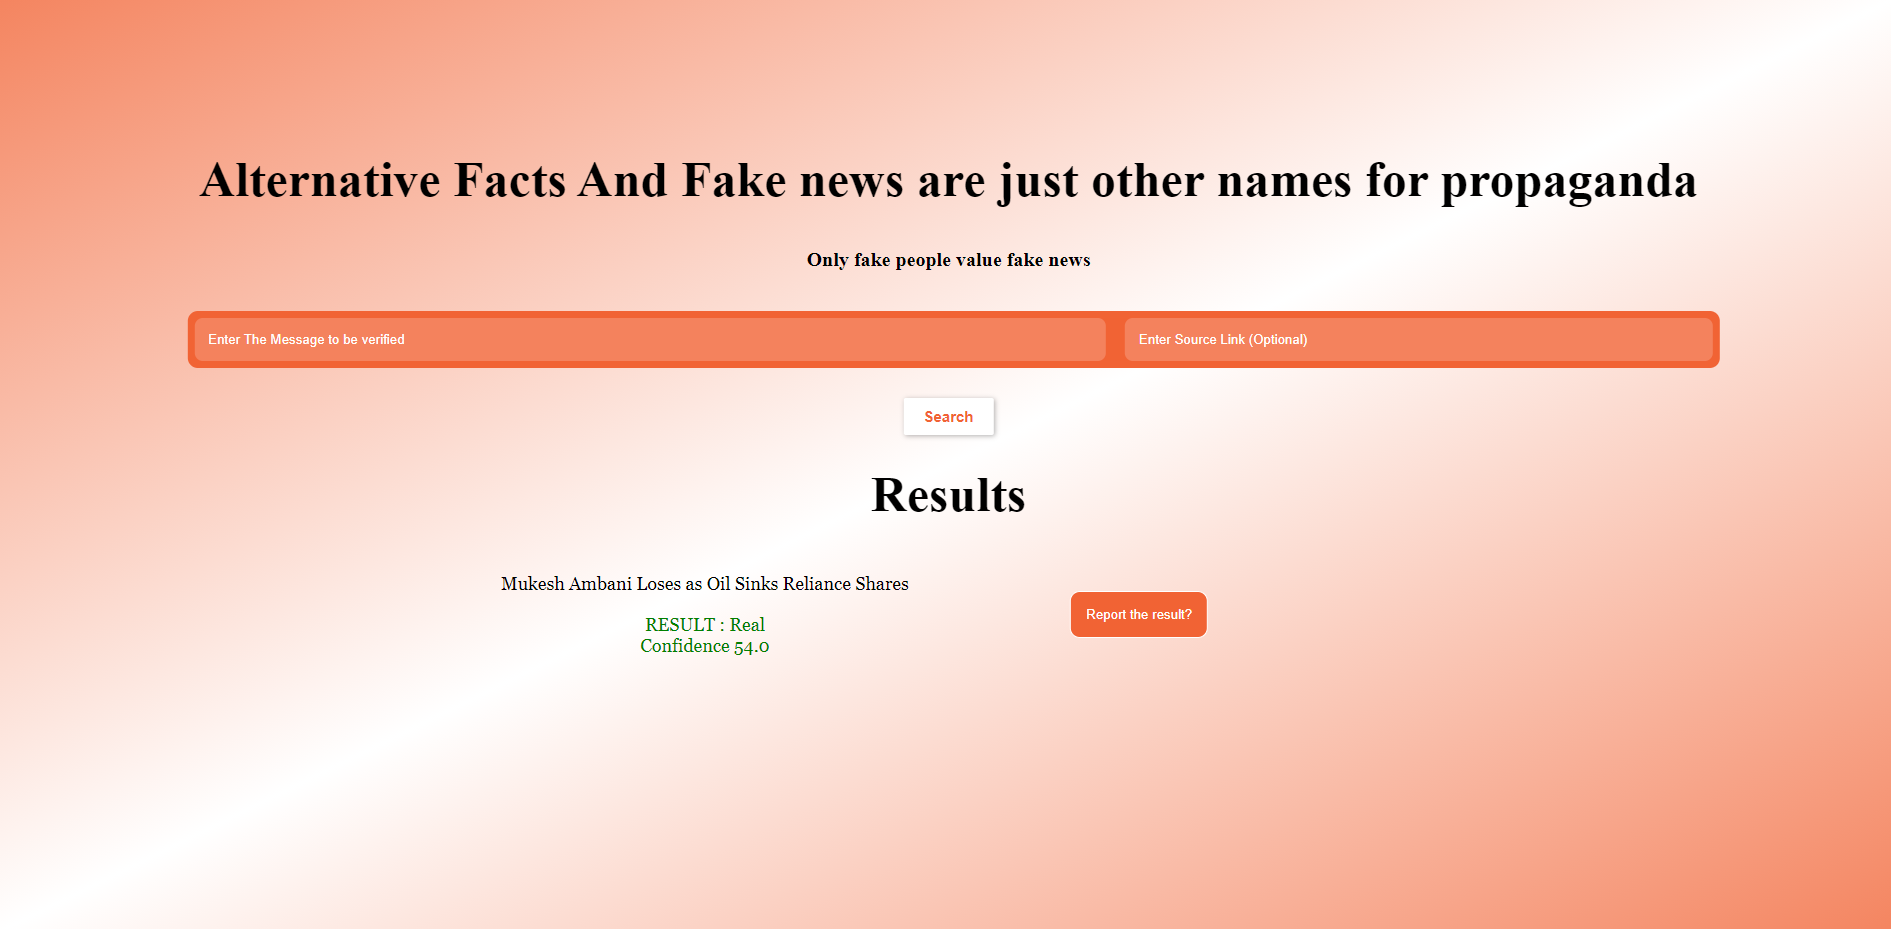 Alternative Facts And Fake news are just other names for propaganda
Only fake people value fake news
Enter The Message to be verified
Enter Source Link (Optional)
Search
Results
Mukesh Ambani Loses as Oil Sinks Reliance Shares
RESULT : Real
Confidence 54.0
Report the result?